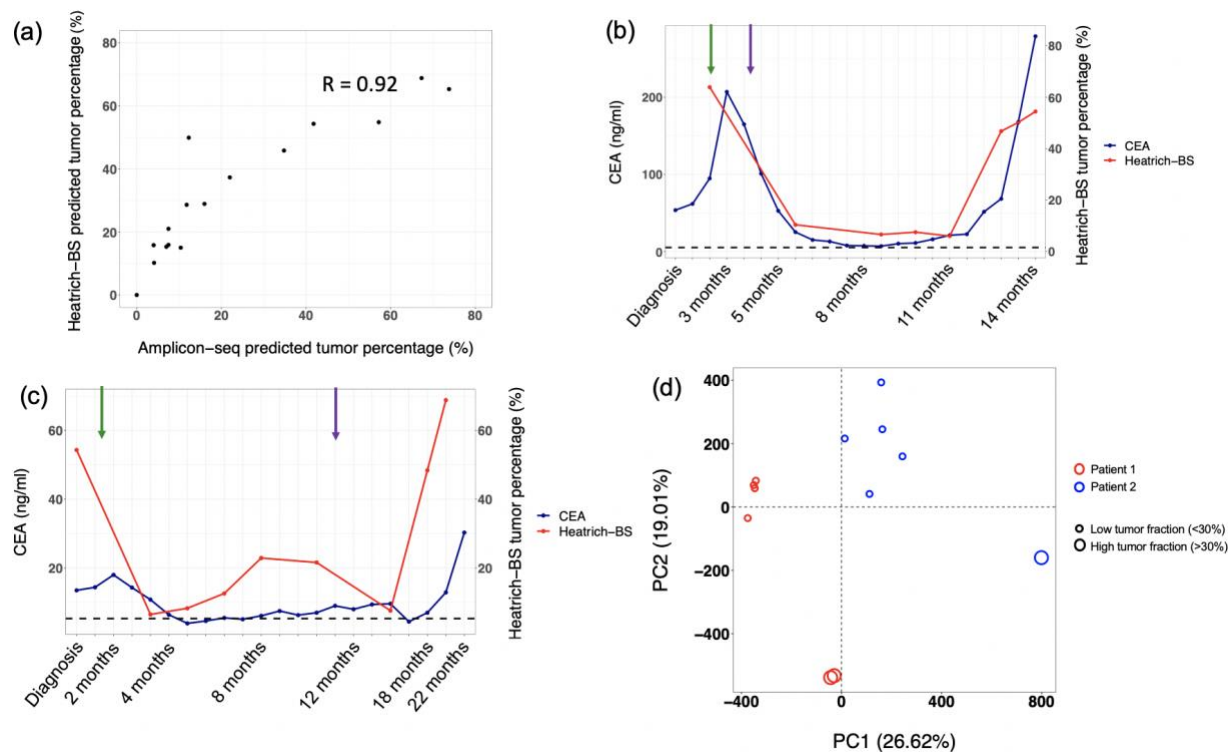 (a)
Heatrich-BS predicted tumor percentage (%)
80
60
40
20
0
R = 0.92
0 20 40 60 80
Amplicon-seq predicted tumor percentage (%)
(b)
CEA (ng/ml)
200
100
0
Heatrich-BS tumor percentage (%)
80
60
40
20
0
CEA
Heatrich-BS
Diagnosis 3 months 5 months 8 months 11 months 14 months
(c)
CEA (ng/ml)
60
40
20
Heatrich-BS tumor percentage (%)
60
40
20
CEA
Heatrich-BS
Diagnosis 2 months 4 months 8 months 12 months 18 months 22 months
(d)
PC2 (19.01%)
400
200
0
−200
−400
Patient 1
Patient 2
Low tumor fraction (<30%)
High tumor fraction (>30%)
−400 0 400 800
PC1 (26.62%)